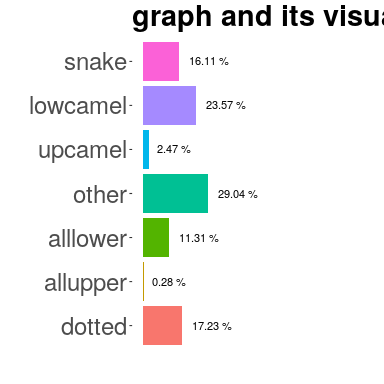 graph and its visua
snake 16.11 %
lowcamel 23.57 %
upcamel 2.47 %
other 29.04 %
alllower 11.31 %
allupper 0.28 %
dotted 17.23 %